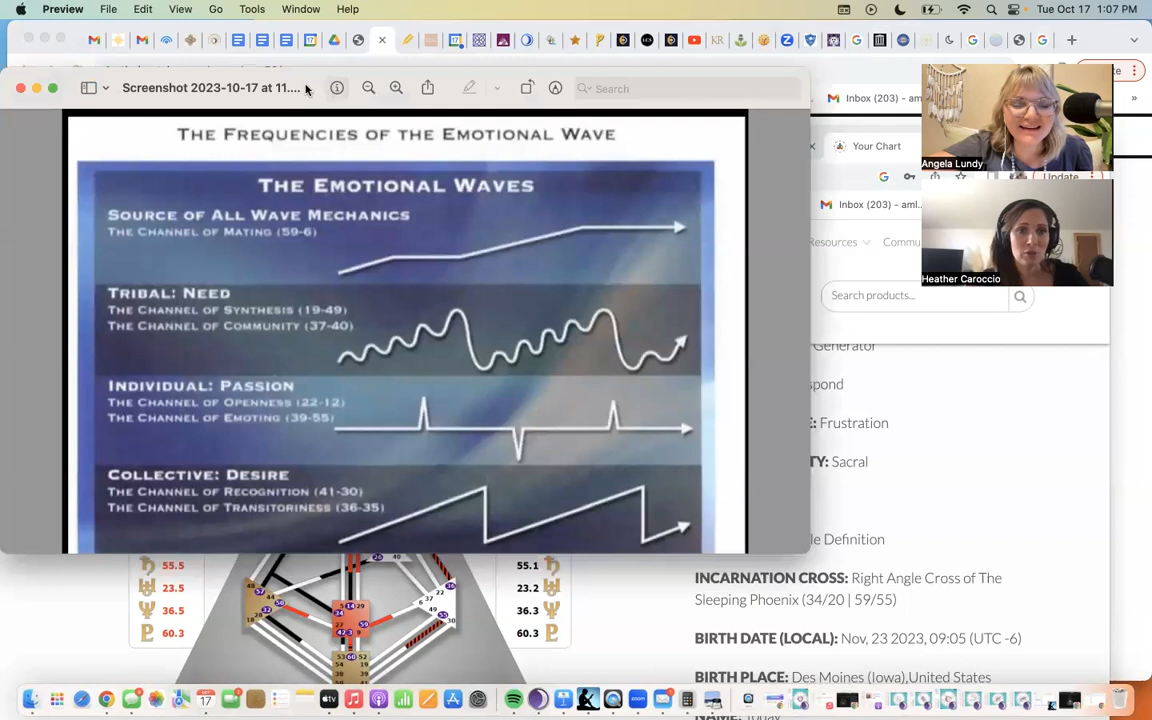 Preview File Edit View Go Tools Window Help
Tue Oct 17 1:07 PM
Screenshot 2023-10-17 at 11....
Search
THE FREQUENCIES OF THE EMOTIONAL WAVE
THE EMOTIONAL WAVES
SOURCE OF ALL WAVE MECHANICS
THE CHANNEL OF MATING (59-6)
TRIBAL: NEED
THE CHANNEL OF SYNTHESIS (19-49)
THE CHANNEL OF COMMUNITY (37-40)
INDIVIDUAL: PASSION
THE CHANNEL OF OPENNESS (22-12)
THE CHANNEL OF EMOTING (39-55)
COLLECTIVE: DESIRE
THE CHANNEL OF RECOGNITION (41-30)
THE CHANNEL OF TRANSITORINESS (36-35)
Inbox (203) - am
Your Chart
Update
Inbox (203) - aml...
Resources
Commu
Angela Lundy
Heather Caroccio
Search products...
Generator
spond
E: Frustration
TY: Sacral
le Definition
INCARNATION CROSS: Right Angle Cross of The
Sleeping Phoenix (34/20 | 59/55)
BIRTH DATE (LOCAL): Nov, 23 2023, 09:05 (UTC -6)
BIRTH PLACE: Des Moines (Iowa),United States
NAME: Today
55.5
23.5
36.5
60.3
55.1
23.2
36.3
60.3